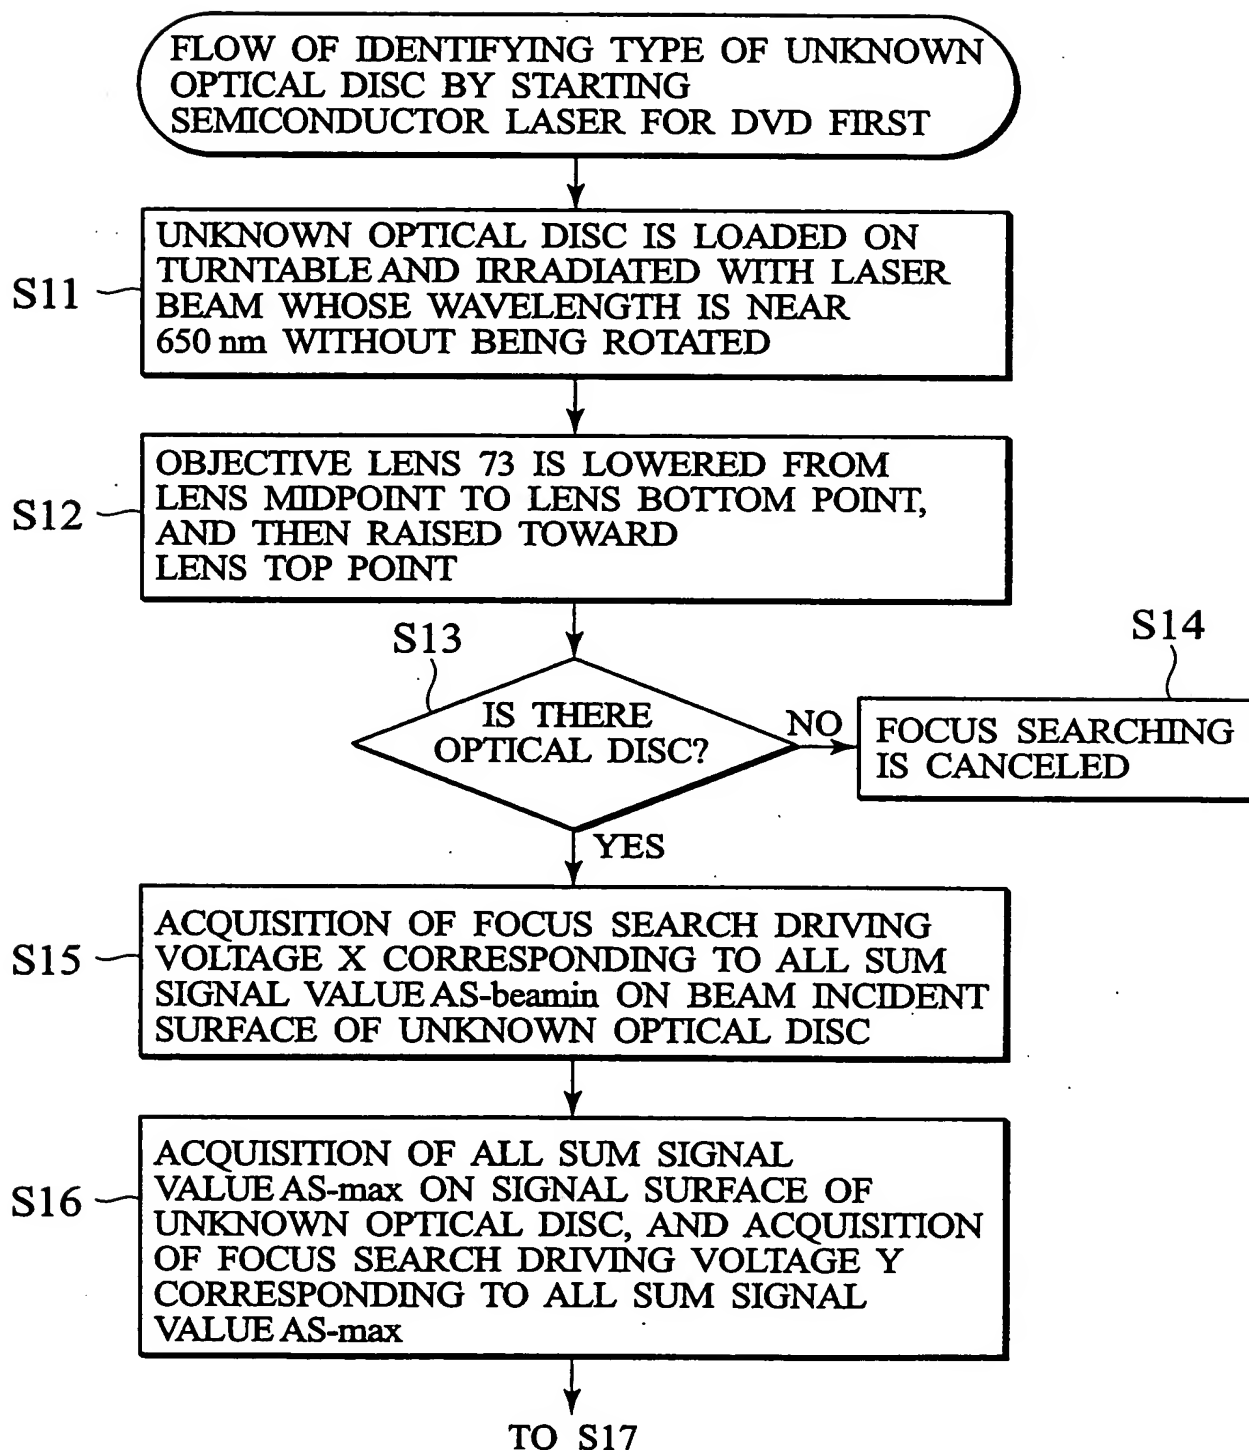 FLOW OF IDENTIFYING TYPE OF UNKNOWN
OPTICAL DISC BY STARTING
SEMICONDUCTOR LASER FOR DVD FIRST
S11
UNKNOWN OPTICAL DISC IS LOADED ON
TURNTABLE AND IRRADIATED WITH LASER
BEAM WHOSE WAVELENGTH IS NEAR
650 nm WITHOUT BEING ROTATED
S12
OBJECTIVE LENS 73 IS LOWERED FROM
LENS MIDPOINT TO LENS BOTTOM POINT,
AND THEN RAISED TOWARD
LENS TOP POINT
S13
IS THERE
OPTICAL DISC?
NO
S14
FOCUS SEARCHING
IS CANCELED
YES
S15
ACQUISITION OF FOCUS SEARCH DRIVING
VOLTAGE X CORRESPONDING TO ALL SUM
SIGNAL VALUE AS-beamin ON BEAM INCIDENT
SURFACE OF UNKNOWN OPTICAL DISC
S16
ACQUISITION OF ALL SUM SIGNAL
VALUE AS-max ON SIGNAL SURFACE OF
UNKNOWN OPTICAL DISC, AND ACQUISITION
OF FOCUS SEARCH DRIVING VOLTAGE Y
CORRESPONDING TO ALL SUM SIGNAL
VALUE AS-max
TO S17